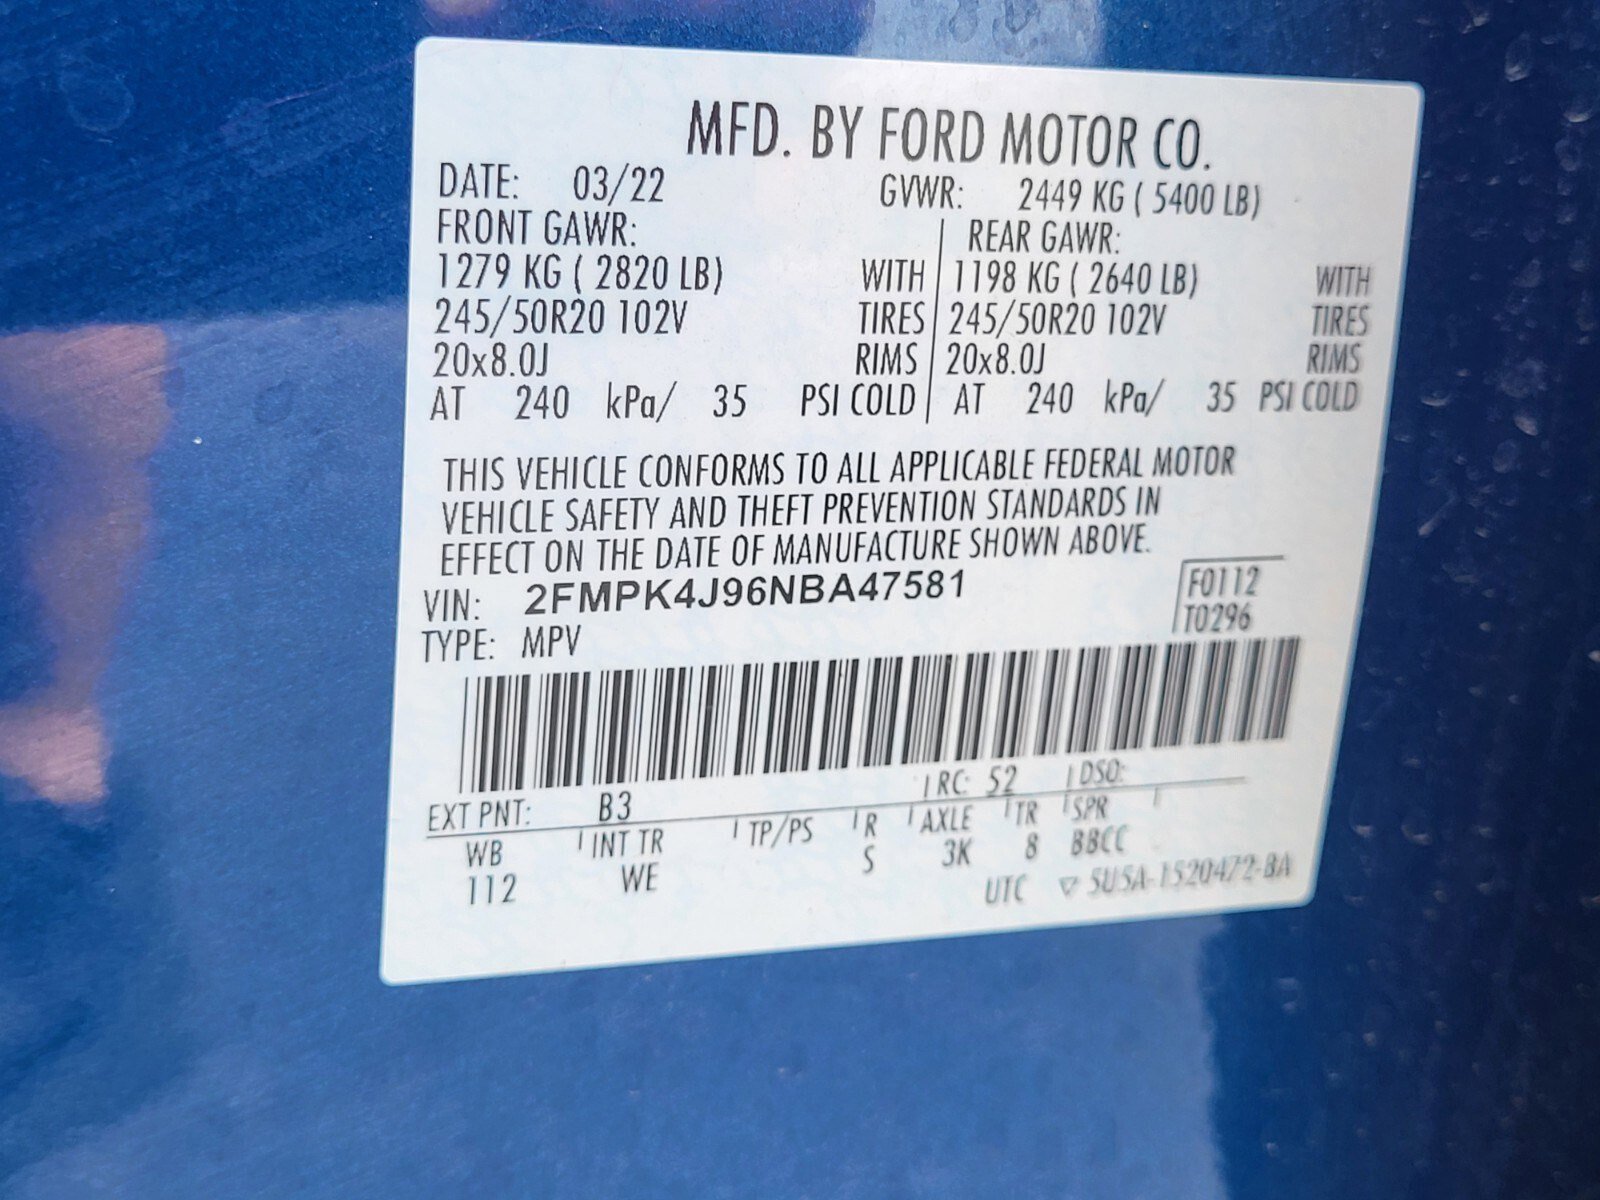 MFD. BY FORD MOTOR CO.
DATE: 03/22 GVWR: 2449 KG ( 5400 LB)
FRONT GAWR: REAR GAWR:
1279 KG ( 2820 LB) WITH 1198 KG ( 2640 LB) WITH
245/50R20 102V TIRES 245/50R20 102V TIRES
20x8.0J RIMS 20x8.0J RIMS
AT 240 kPa/ 35 PSI COLD AT 240 kPa/ 35 PSI COLD
THIS VEHICLE CONFORMS TO ALL APPLICABLE FEDERAL MOTOR
VEHICLE SAFETY AND THEFT PREVENTION STANDARDS IN
EFFECT ON THE DATE OF MANUFACTURE SHOWN ABOVE.
VIN: 2FMPK4J96NBA47581 F0112
TYPE: MPV T0296
EXT PNT: B3 RC: 52 DSO:
WB INT TR TP/PS R AXLE TR SPR
112 WE S 3K 8 BBCC
UTC ▽ 5U5A-1520472-BA